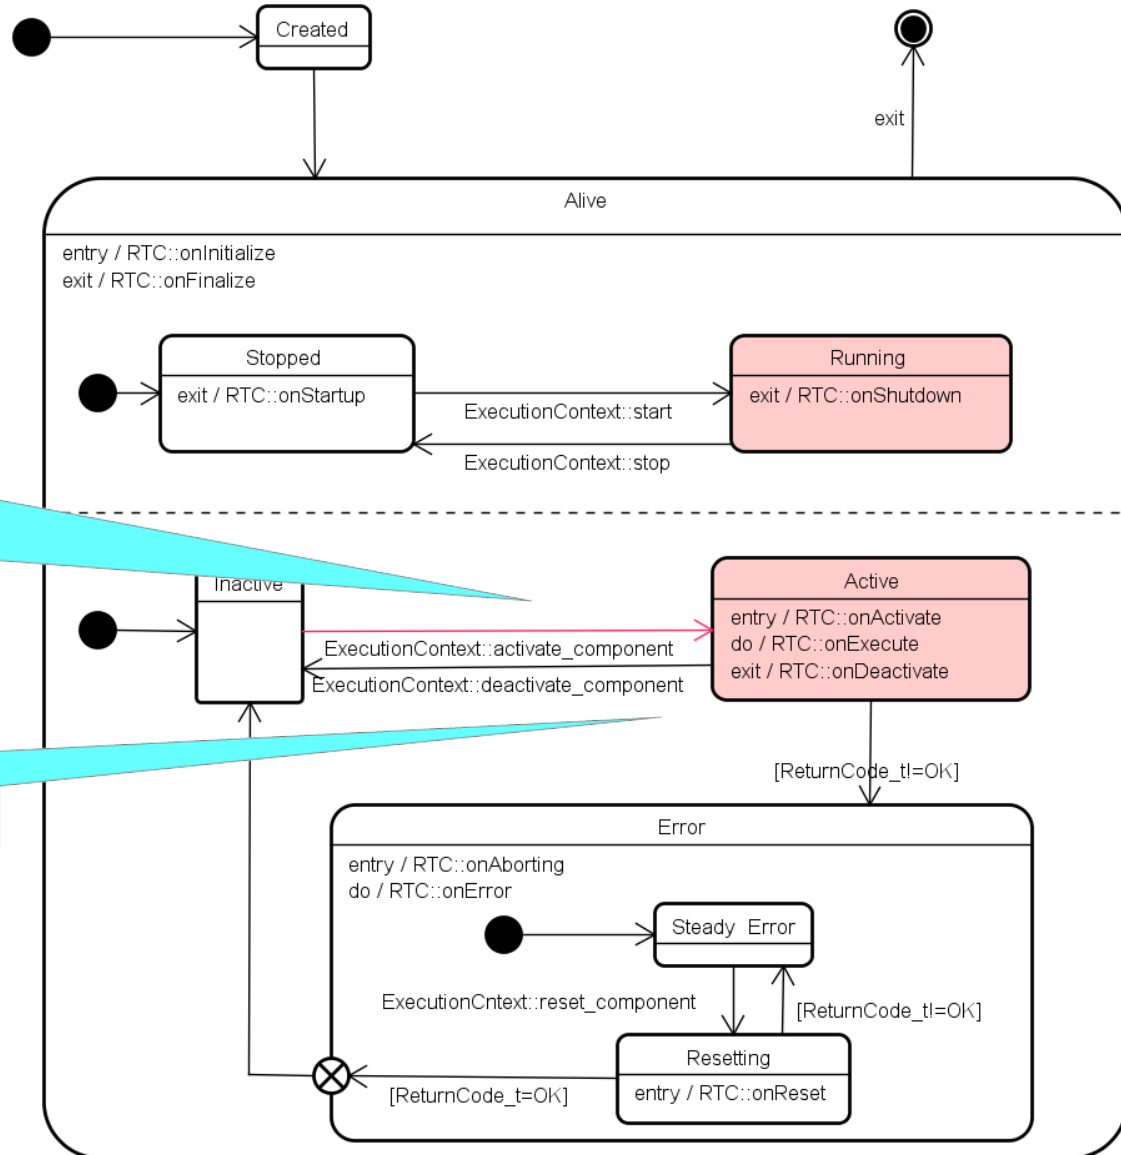 Created
exit
Alive
entry / RTC::onInitialize
exit / RTC::onFinalize
Stopped
exit / RTC::onStartup
Running
exit / RTC::onShutdown
ExecutionContext::start
ExecutionContext::stop
Inactive
Active
entry / RTC::onActivate
do / RTC::onExecute
exit / RTC::onDeactivate
ExecutionContext::activate_component
ExecutionContext::deactivate_component
[ReturnCode_t!=OK]
Error
entry / RTC::onAborting
do / RTC::onError
Steady Error
ExecutionCntext::reset_component
[ReturnCode_t!=OK]
Resetting
entry / RTC::onReset
[ReturnCode_t=OK]